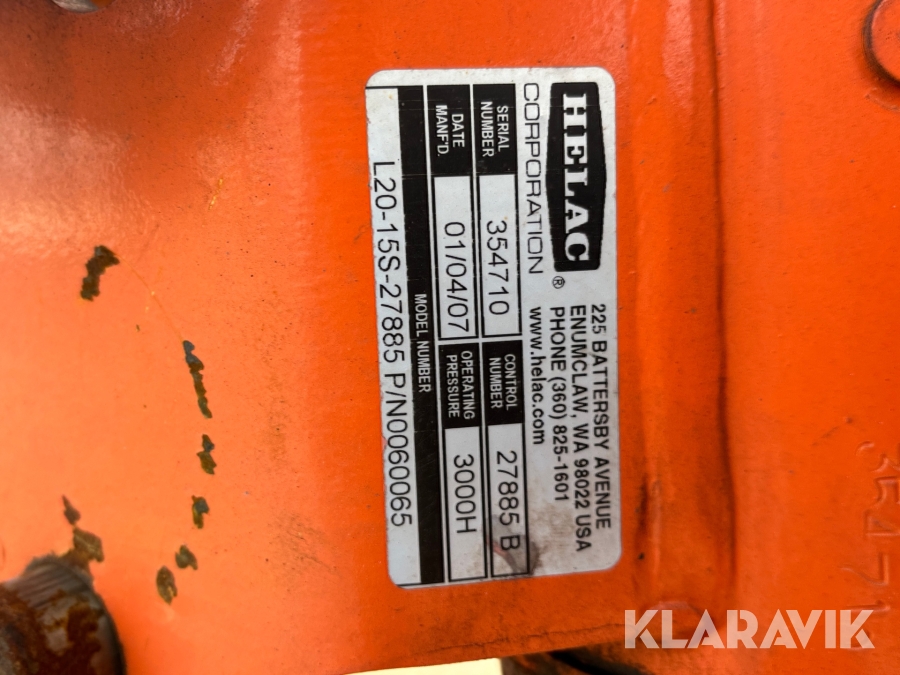 HELAC®
CORPORATION
225 BATTERSBY AVENUE
ENUMCLAW, WA 98022 USA
PHONE (360) 825-1601
www.helac.com
SERIAL NUMBER
354710
CONTROL NUMBER
27885 B
DATE MANF'D.
01/04/07
OPERATING PRESSURE
3000H
MODEL NUMBER
L20-15S-27885 P/N0060065
KLARAVIK